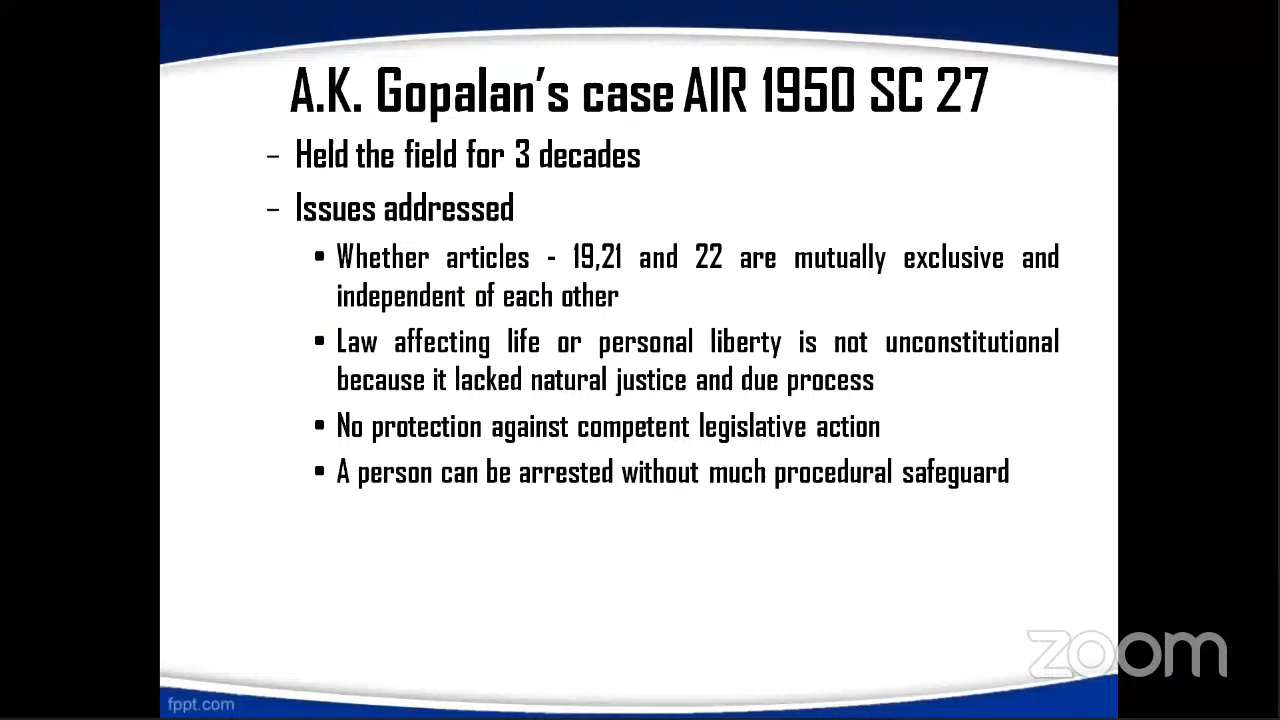 A.K. Gopalan’s case AIR 1950 SC 27
– Held the field for 3 decades
– Issues addressed
• Whether articles - 19,21 and 22 are mutually exclusive and
independent of each other
• Law affecting life or personal liberty is not unconstitutional
because it lacked natural justice and due process
• No protection against competent legislative action
• A person can be arrested without much procedural safeguard
zoom
fppt.com